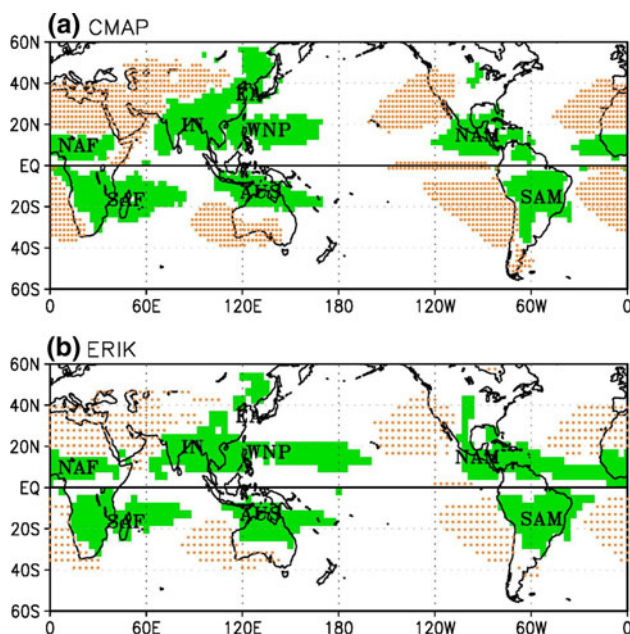 (a) CMAP
60N
40N
20N
EQ
20S
40S
60S
NAF
SAF
IN
EA
WNP
AUS
NAM
SAM
0
60E
120E
180
120W
60W
0
(b) ERIK
60N
40N
20N
EQ
20S
40S
60S
NAF
SAF
IN
EA
WNP
AUS
NAM
SAM
0
60E
120E
180
120W
60W
0